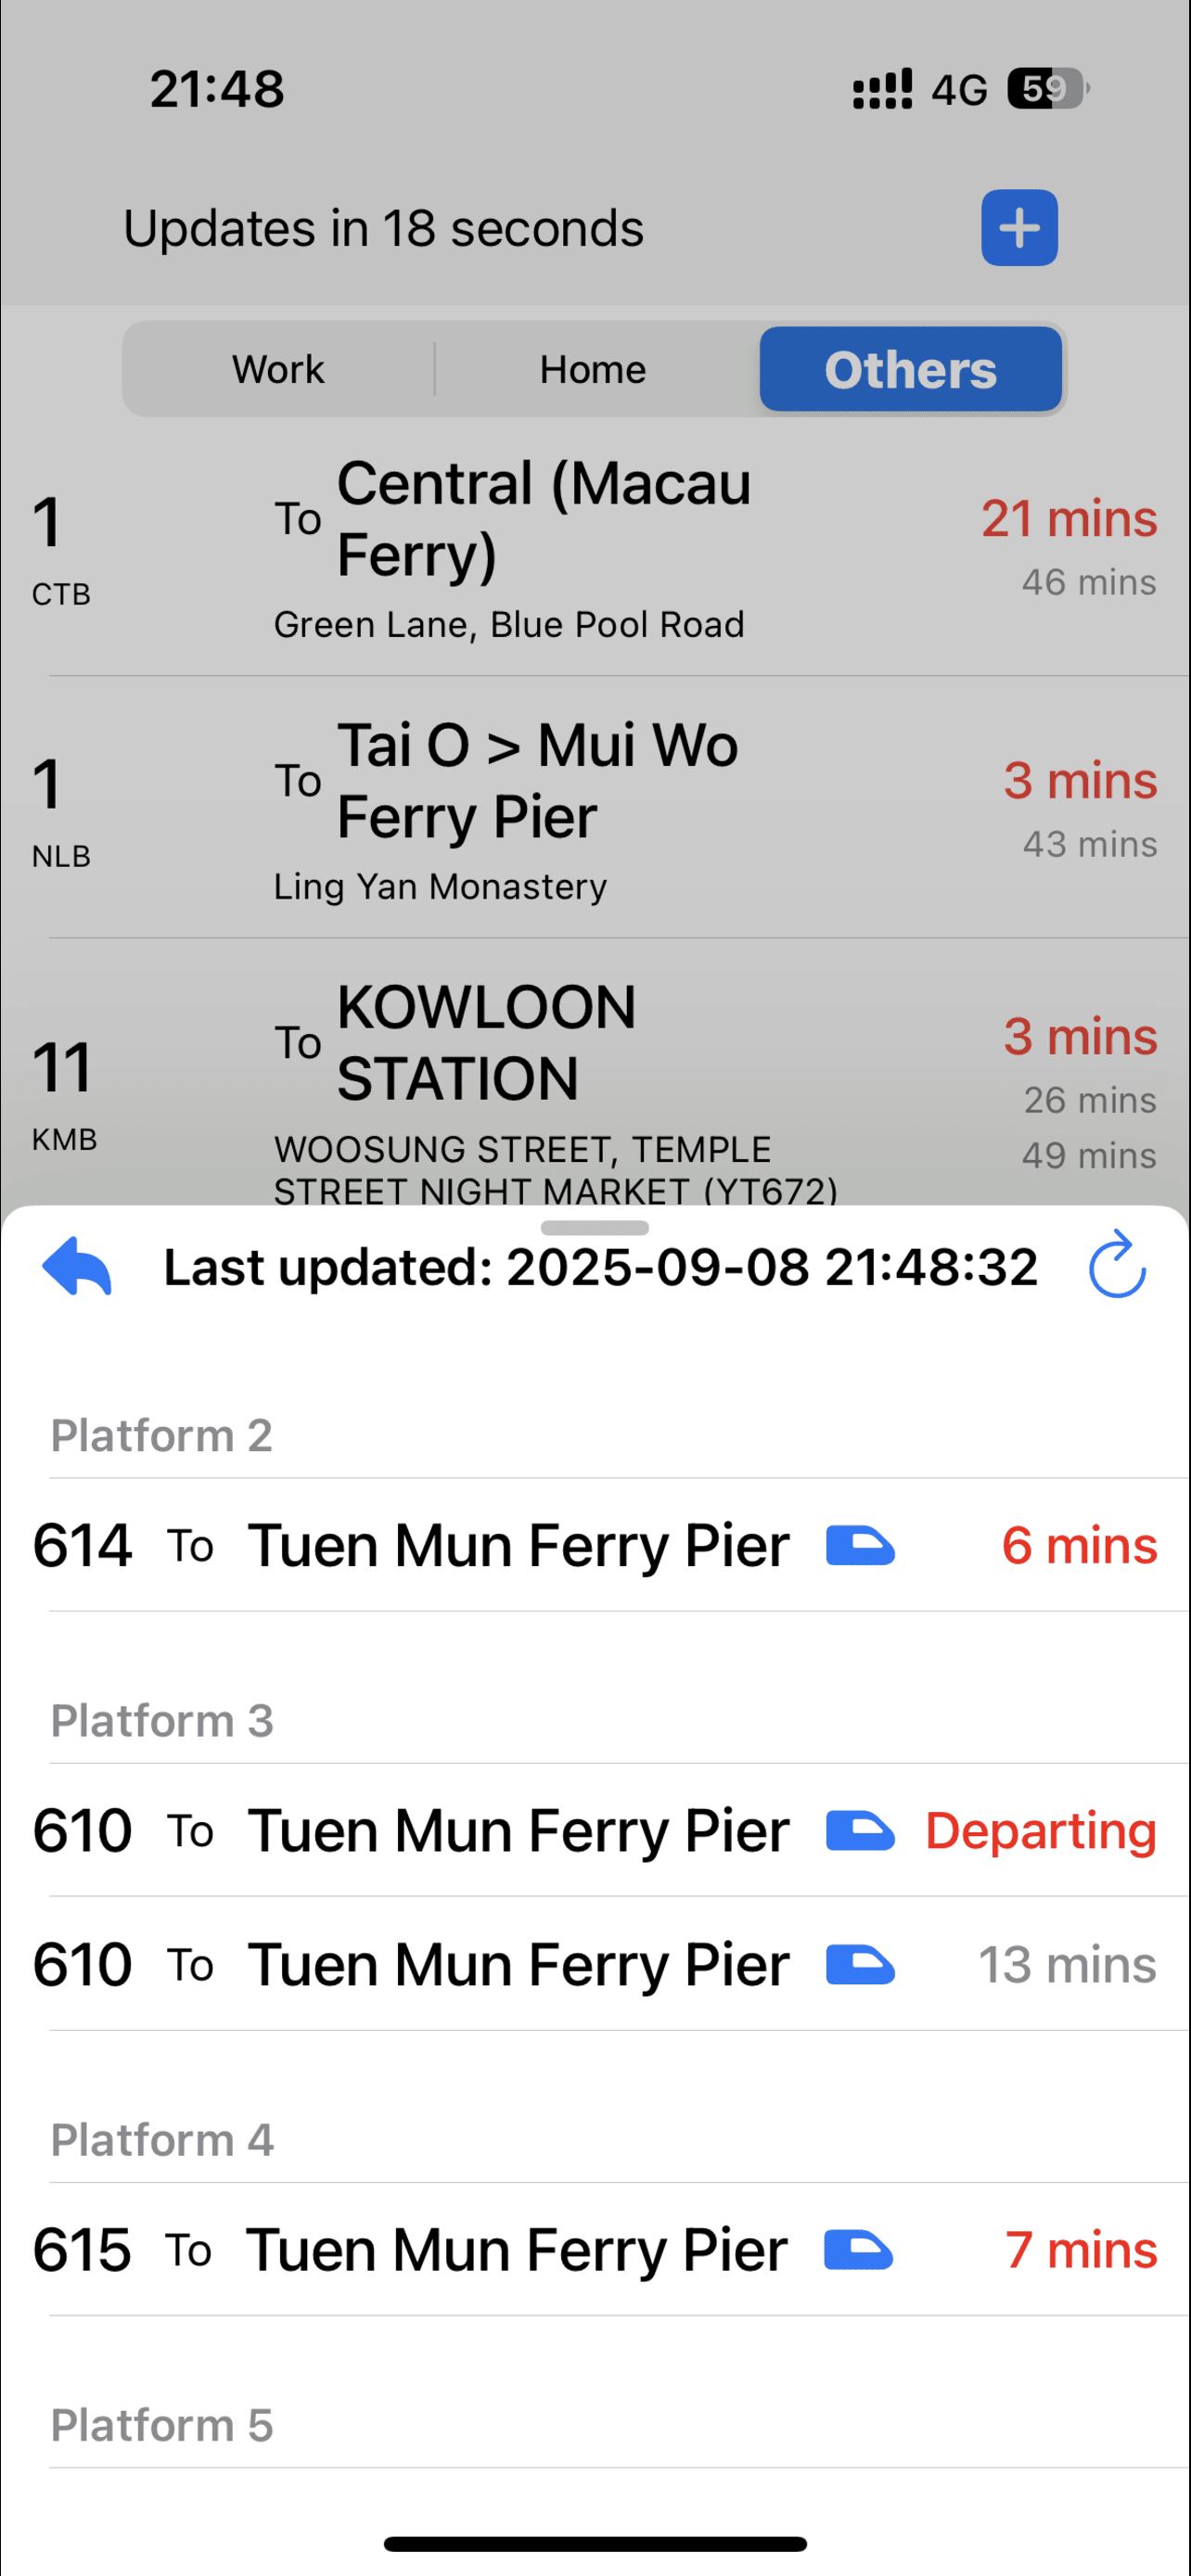 21:48 4G 59
Updates in 18 seconds +
Work Home Others
1 To Central (Macau
Ferry) 21 mins
CTB 46 mins
Green Lane, Blue Pool Road
1 To Tai O > Mui Wo
Ferry Pier 3 mins
NLB 43 mins
Ling Yan Monastery
11 To KOWLOON
STATION 3 mins
KMB 26 mins
WOOSUNG STREET, TEMPLE 49 mins
STREET NIGHT MARKET (YT672)
Last updated: 2025-09-08 21:48:32
Platform 2
614 To Tuen Mun Ferry Pier 6 mins
Platform 3
610 To Tuen Mun Ferry Pier Departing
610 To Tuen Mun Ferry Pier 13 mins
Platform 4
615 To Tuen Mun Ferry Pier 7 mins
Platform 5